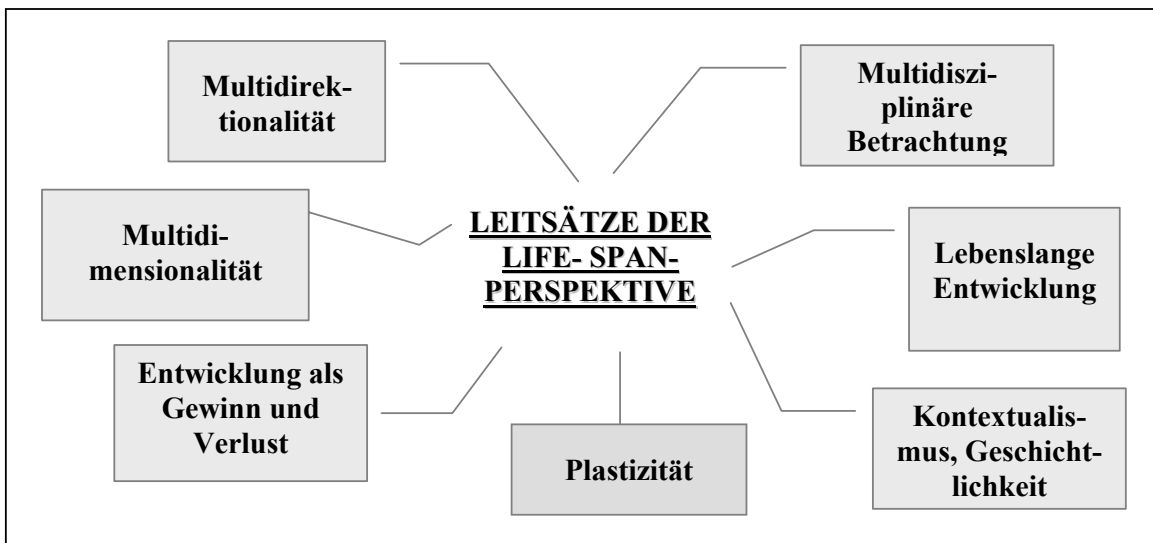 Multidirek-
tionalität
Multidiszi-
plinäre
Betrachtung
Multidi-
mensionalität
LEITSÄTZE DER
LIFE- SPAN-
PERSPEKTIVE
Lebenslange
Entwicklung
Entwicklung als
Gewinn und
Verlust
Plastizität
Kontextualis-
mus, Geschicht-
lichkeit